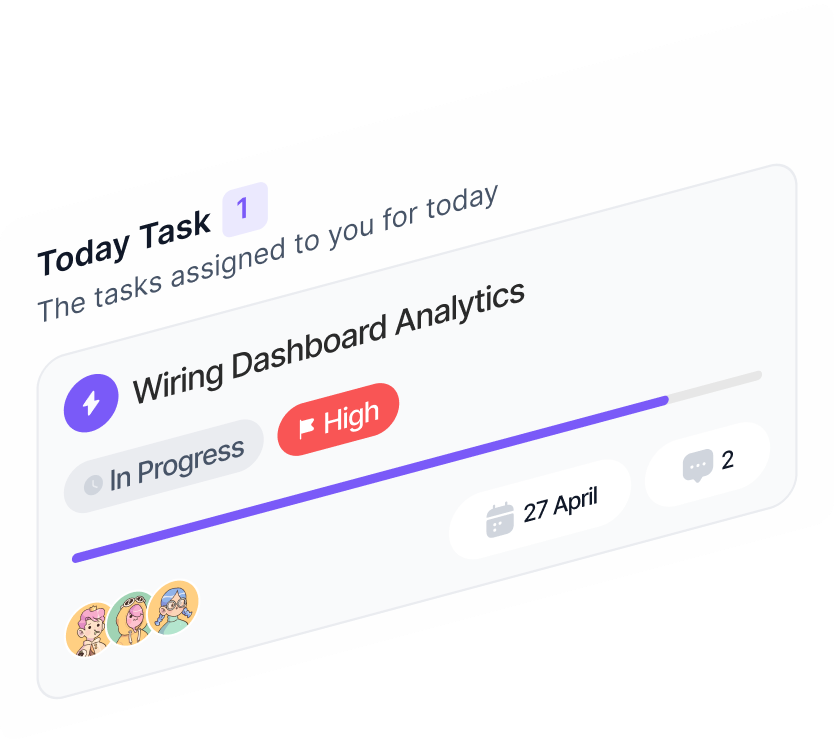 Today Task 1
The tasks assigned to you for today
Wiring Dashboard Analytics
In Progress High
27 April 2